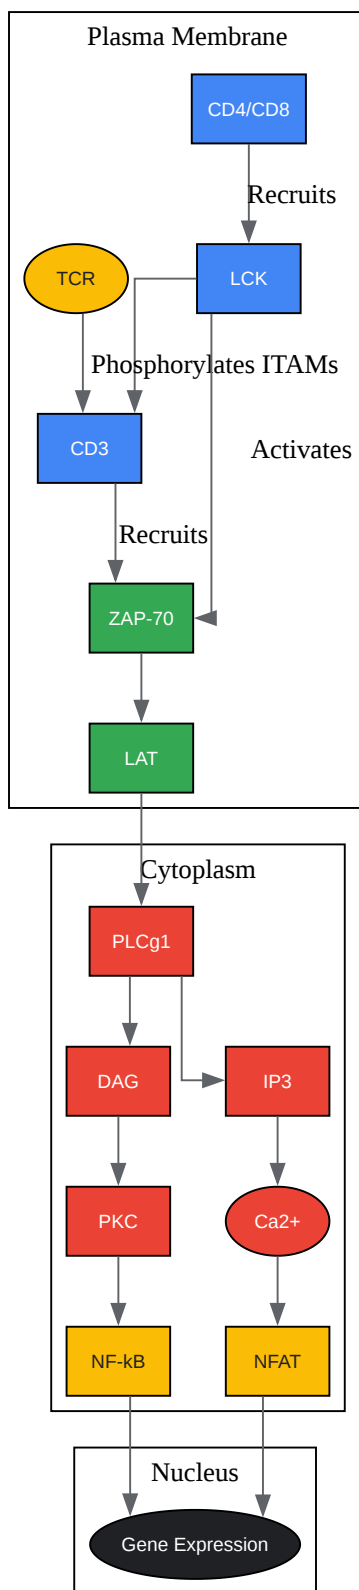 Plasma Membrane
CD4/CD8
Recruits
TCR
LCK
Phosphorylates ITAMs
CD3
Activates
Recruits
ZAP-70
LAT
Cytoplasm
PLCg1
DAG
IP3
PKC
Ca2+
NF-kB
NFAT
Nucleus
Gene Expression